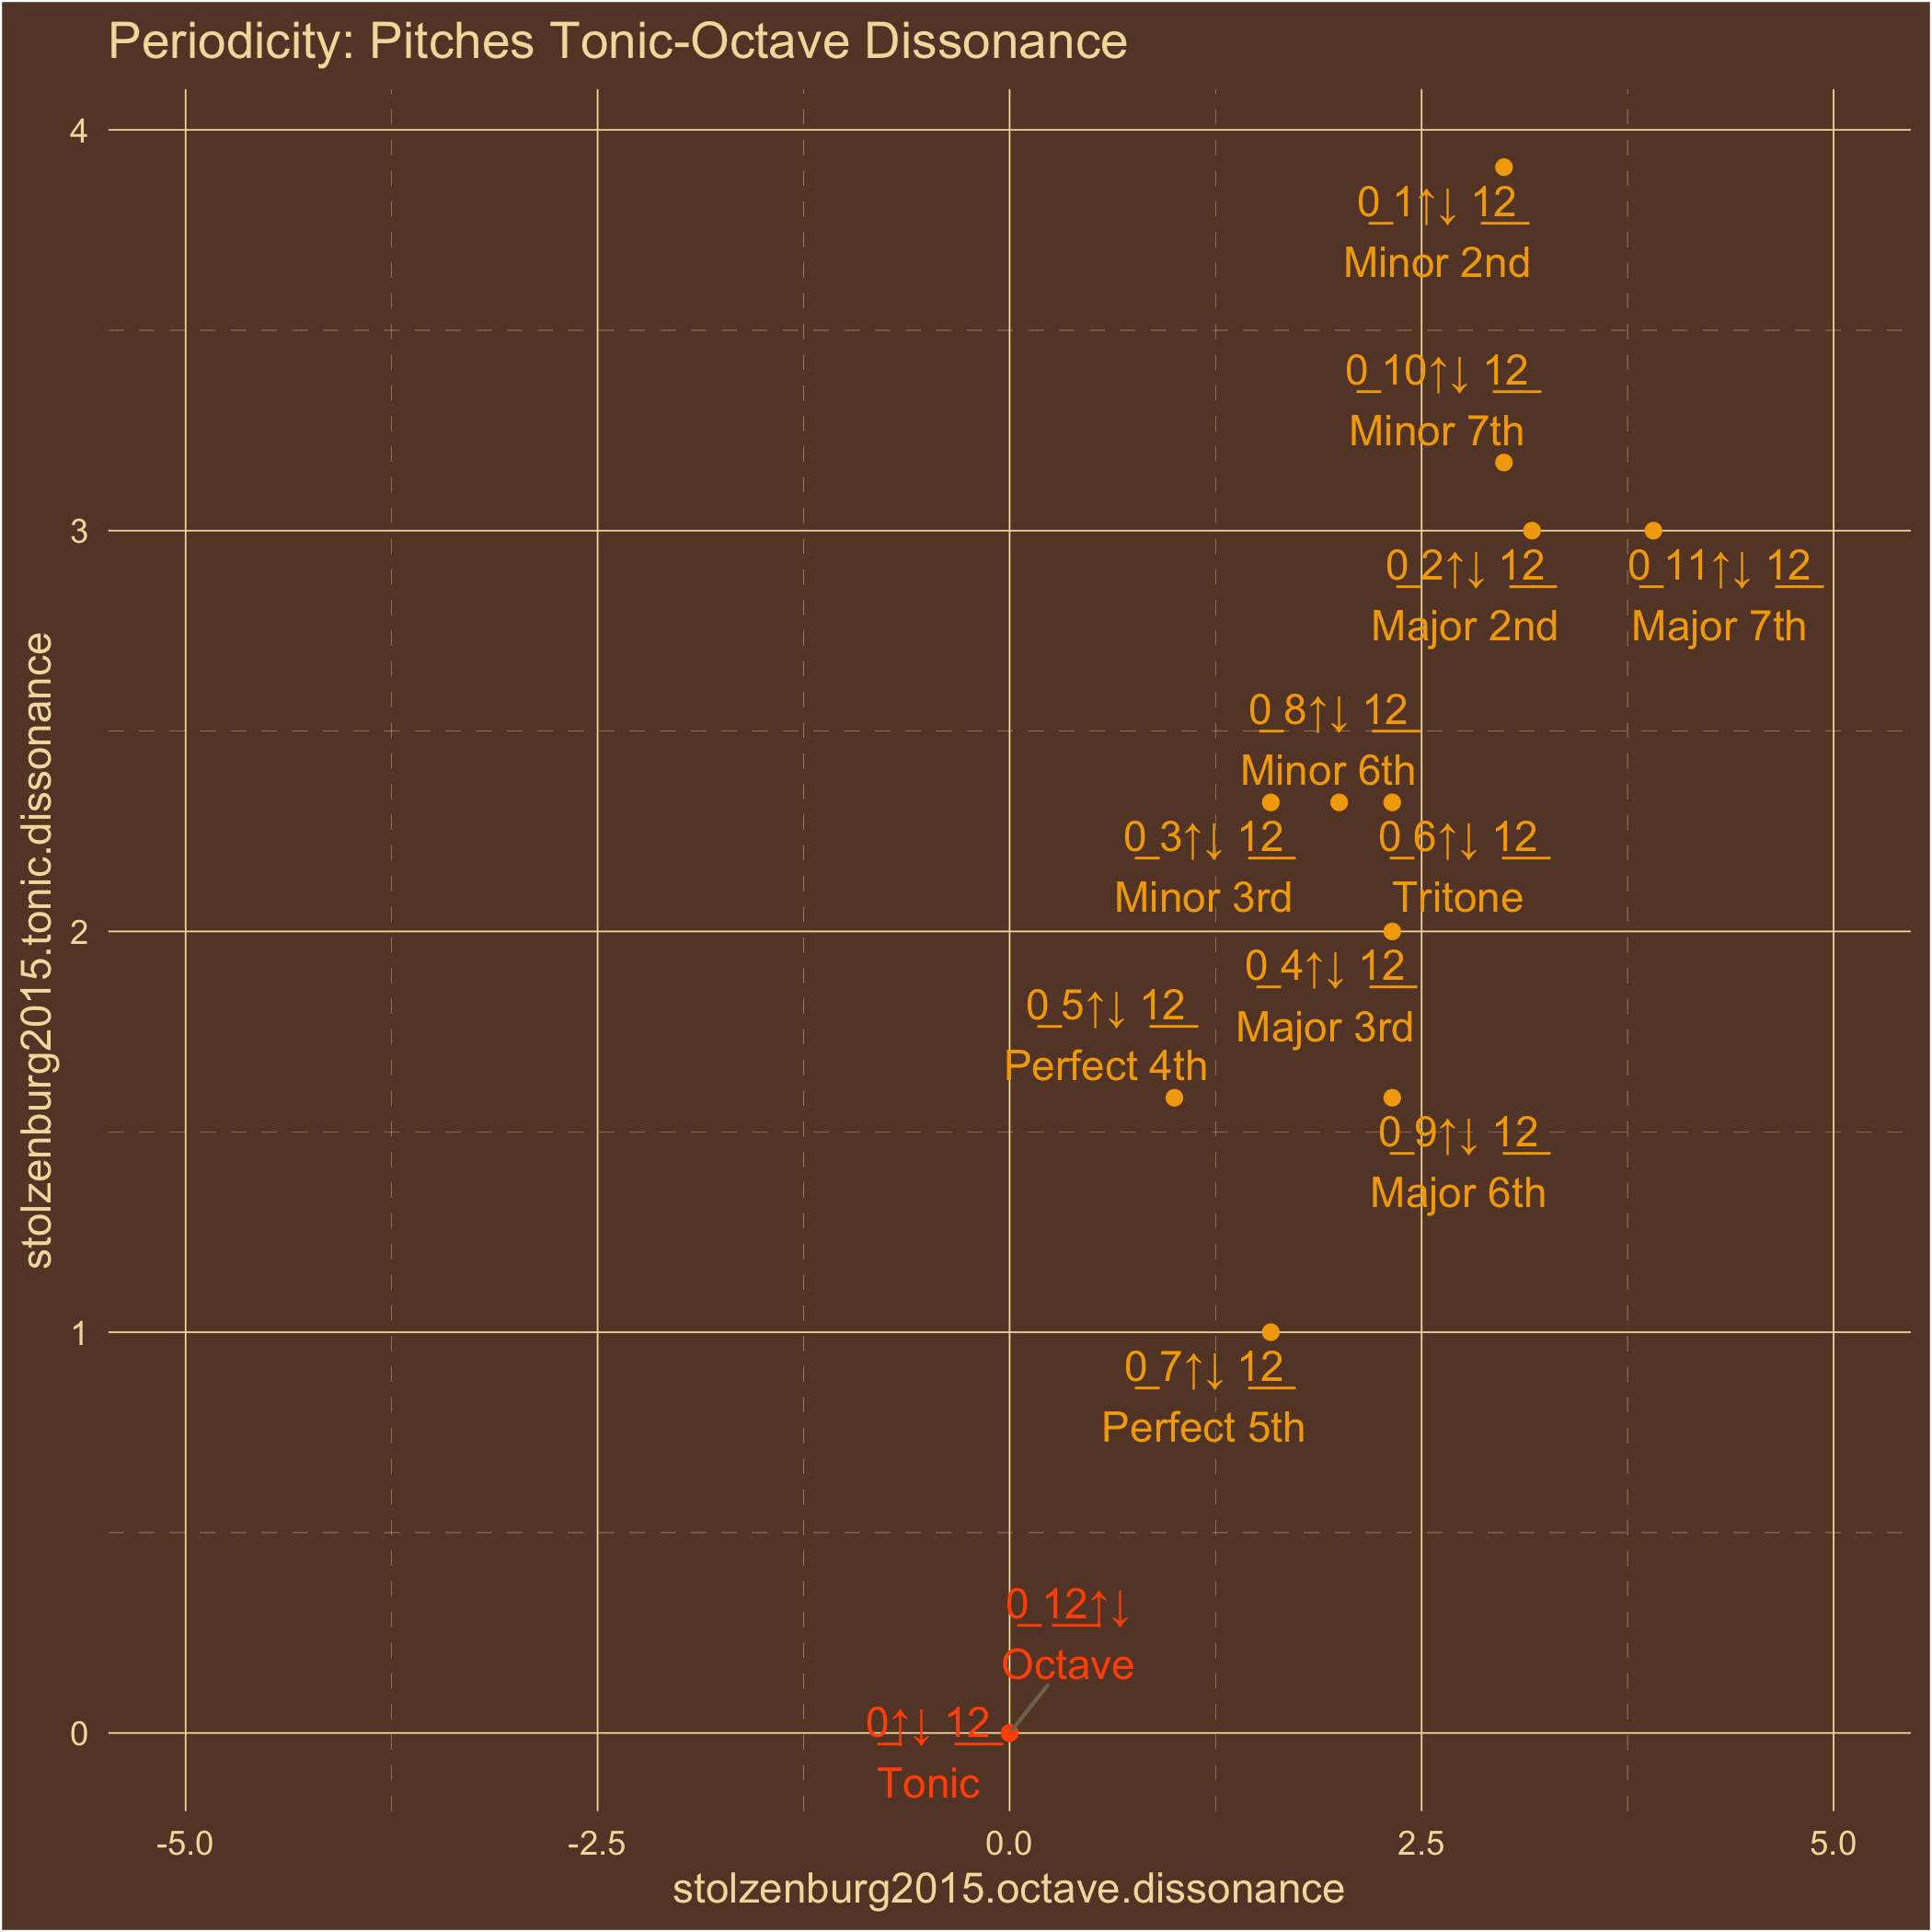 Periodicity: Pitches Tonic-Octave Dissonance
4
0 1↑↓ 12
Minor 2nd
0 10↑↓ 12
Minor 7th
3
0 2↑↓ 12
Major 2nd
0 11↑↓ 12
Major 7th
0 8↑↓ 12
Minor 6th
0 3↑↓ 12
Minor 3rd
0 6↑↓ 12
Tritone
2
0 4↑↓ 12
Major 3rd
0 5↑↓ 12
Perfect 4th
0 9↑↓ 12
Major 6th
1
0 7↑↓ 12
Perfect 5th
0 12↑↓
Octave
0
0↑↓ 12
Tonic
-5.0
-2.5
0.0
2.5
5.0
stolzenburg2015.octave.dissonance
stolzenburg2015.tonic.dissonance